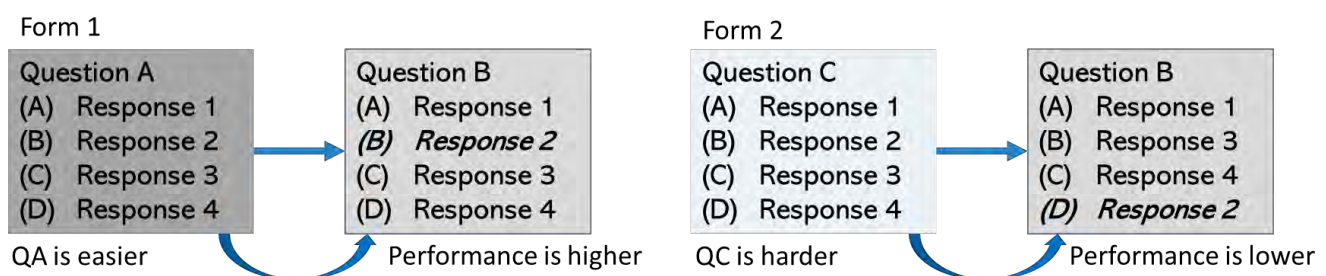 Form 1
Question A
(A) Response 1
(B) Response 2
(C) Response 3
(D) Response 4
QA is easier
Question B
(A) Response 1
(B) Response 2
(C) Response 3
(D) Response 4
Performance is higher
Form 2
Question C
(A) Response 1
(B) Response 2
(C) Response 3
(D) Response 4
QC is harder
Question B
(A) Response 1
(B) Response 3
(C) Response 4
(D) Response 2
Performance is lower